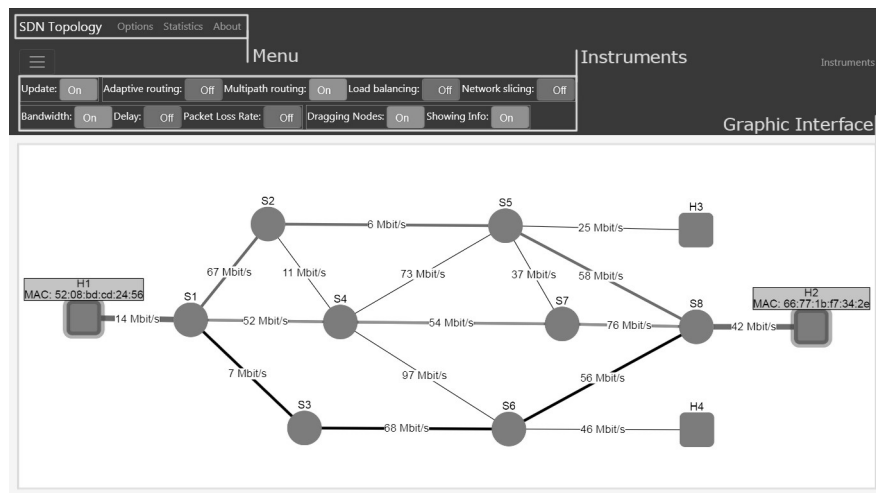 SDN Topology Options Statistics About
Menu
Instruments
Instruments
Update: On Adaptive routing: Off Multipath routing: On Load balancing: Off Network slicing: Off
Bandwidth: On Delay: Off Packet Loss Rate: Off Dragging Nodes: On Showing Info: On
Graphic Interface
S2
S5
H3
6 Mbit/s
25 Mbit/s
67 Mbit/s
11 Mbit/s
73 Mbit/s
37 Mbit/s
58 Mbit/s
H1
MAC: 52:08:bd:cd:24:56
S1
S4
S7
S8
H2
MAC: 66:77:1b:f7:34:2e
14 Mbit/s
52 Mbit/s
54 Mbit/s
76 Mbit/s
42 Mbit/s
7 Mbit/s
97 Mbit/s
56 Mbit/s
S3
S6
H4
68 Mbit/s
46 Mbit/s